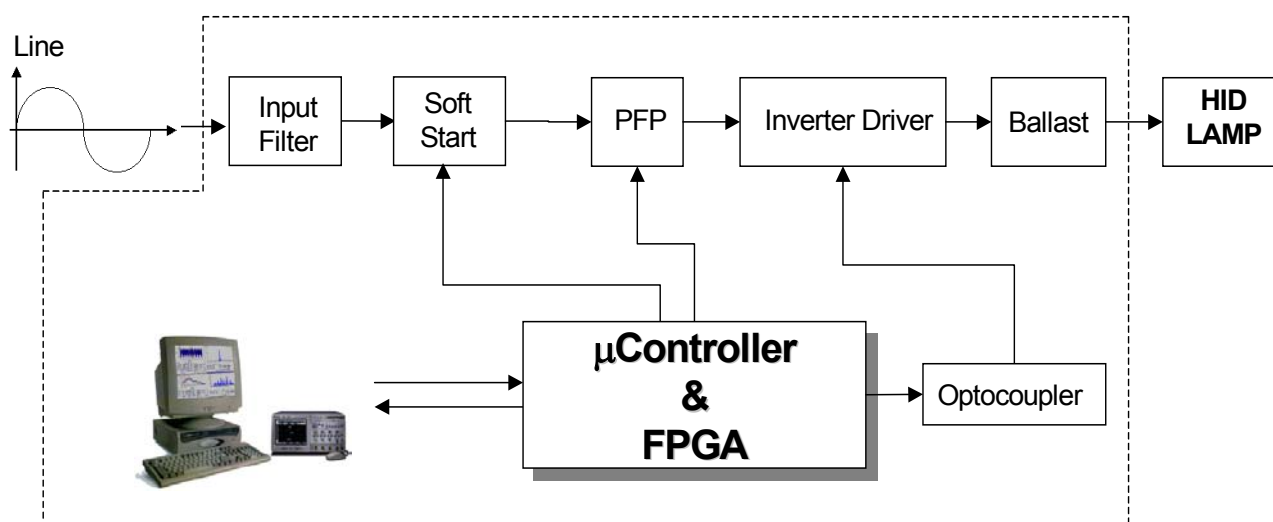 Line
Input
Filter
Soft
Start
PFP
Inverter Driver
Ballast
HID
LAMP
μController
&
FPGA
Optocoupler